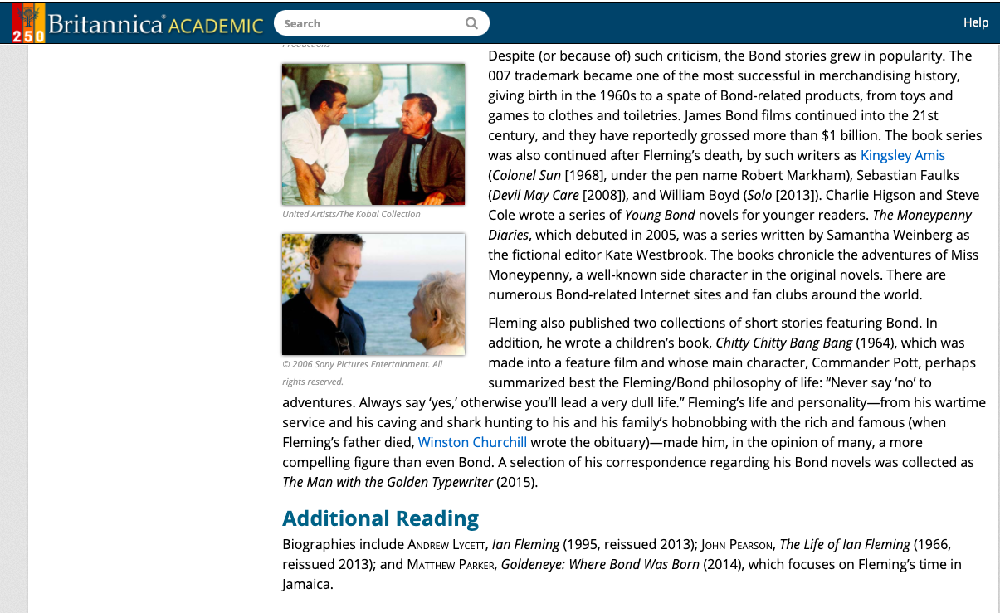 250 Britannica® ACADEMIC
Search
Help
Productions
Despite (or because of) such criticism, the Bond stories grew in popularity. The
007 trademark became one of the most successful in merchandising history,
giving birth in the 1960s to a spate of Bond-related products, from toys and
games to clothes and toiletries. James Bond films continued into the 21st
century, and they have reportedly grossed more than $1 billion. The book series
was also continued after Fleming’s death, by such writers as Kingsley Amis
(Colonel Sun [1968], under the pen name Robert Markham), Sebastian Faulks
(Devil May Care [2008]), and William Boyd (Solo [2013]). Charlie Higson and Steve
Cole wrote a series of Young Bond novels for younger readers. The Moneypenny
Diaries, which debuted in 2005, was a series written by Samantha Weinberg as
the fictional editor Kate Westbrook. The books chronicle the adventures of Miss
Moneypenny, a well-known side character in the original novels. There are
numerous Bond-related Internet sites and fan clubs around the world.
United Artists/The Kobal Collection
© 2006 Sony Pictures Entertainment. All
rights reserved.
Fleming also published two collections of short stories featuring Bond. In
addition, he wrote a children’s book, Chitty Chitty Bang Bang (1964), which was
made into a feature film and whose main character, Commander Pott, perhaps
summarized best the Fleming/Bond philosophy of life: “Never say ‘no’ to
adventures. Always say ‘yes,’ otherwise you’ll lead a very dull life.” Fleming’s life and personality—from his wartime
service and his caving and shark hunting to his and his family’s hobnobbing with the rich and famous (when
Fleming’s father died, Winston Churchill wrote the obituary)—made him, in the opinion of many, a more
compelling figure than even Bond. A selection of his correspondence regarding his Bond novels was collected as
The Man with the Golden Typewriter (2015).
Additional Reading
Biographies include Andrew Lycett, Ian Fleming (1995, reissued 2013); John Pearson, The Life of Ian Fleming (1966,
reissued 2013); and Matthew Parker, Goldeneye: Where Bond Was Born (2014), which focuses on Fleming’s time in
Jamaica.